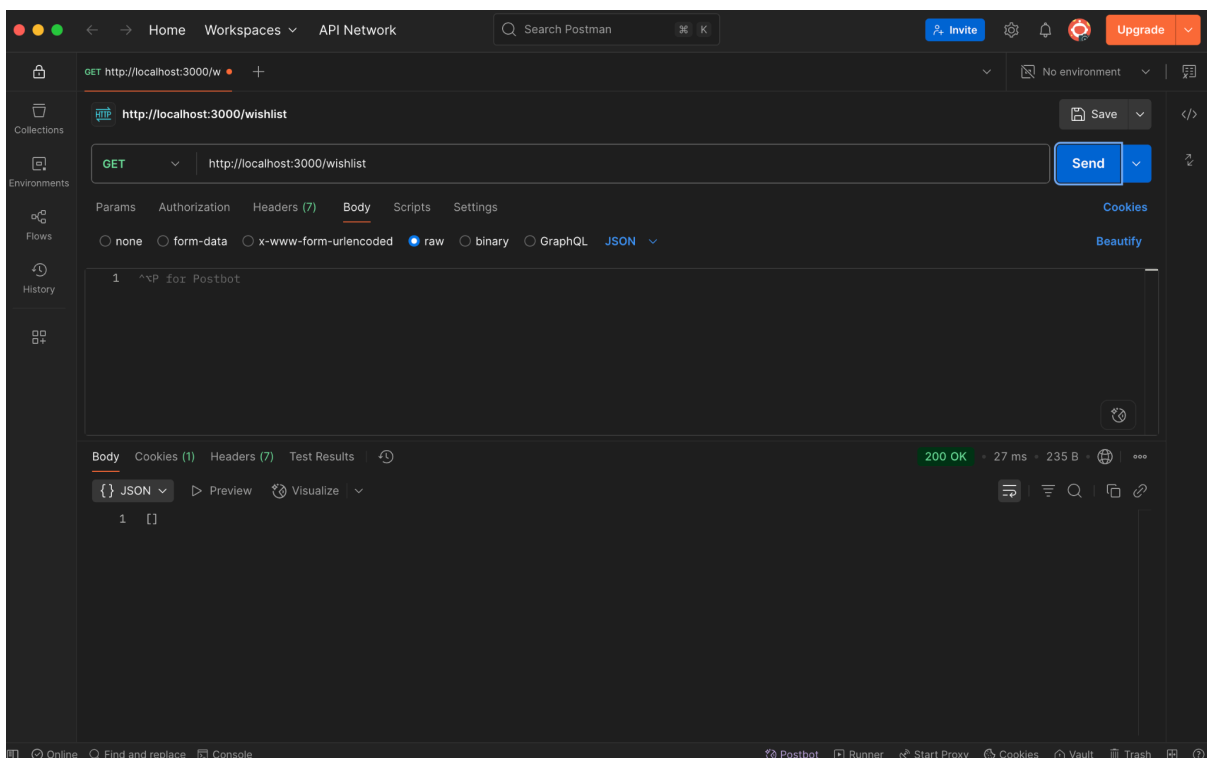 Home Workspaces API Network Search Postman ⌘ K Invite Upgrade
GET http://localhost:3000/w No environment
HTTP http://localhost:3000/wishlist Save
Collections
GET http://localhost:3000/wishlist Send
Environments
Params Authorization Headers (7) Body Scripts Settings Cookies
Flows
none form-data x-www-form-urlencoded raw binary GraphQL JSON Beautify
History
1 ^⌥P for Postbot
Body Cookies (1) Headers (7) Test Results 200 OK • 27 ms • 235 B •
{} JSON Preview Visualize
1 []
Online Find and replace Console Postbot Runner Start Proxy Cookies Vault Trash